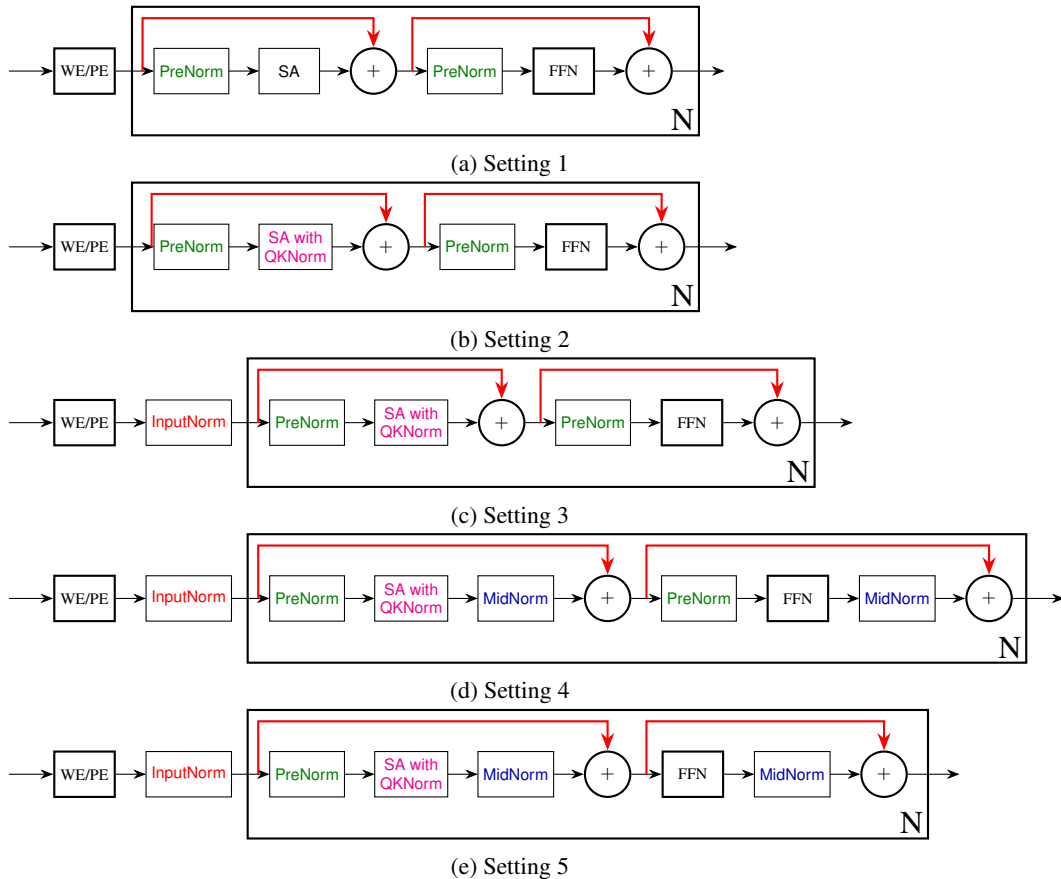 WE/PE PreNorm SA + PreNorm FFN +
N
(a) Setting 1
WE/PE PreNorm SA with QKNorm + PreNorm FFN +
N
(b) Setting 2
WE/PE InputNorm PreNorm SA with QKNorm + PreNorm FFN +
N
(c) Setting 3
WE/PE InputNorm PreNorm SA with QKNorm MidNorm + PreNorm FFN MidNorm +
N
(d) Setting 4
WE/PE InputNorm PreNorm SA with QKNorm MidNorm + FFN MidNorm +
N
(e) Setting 5